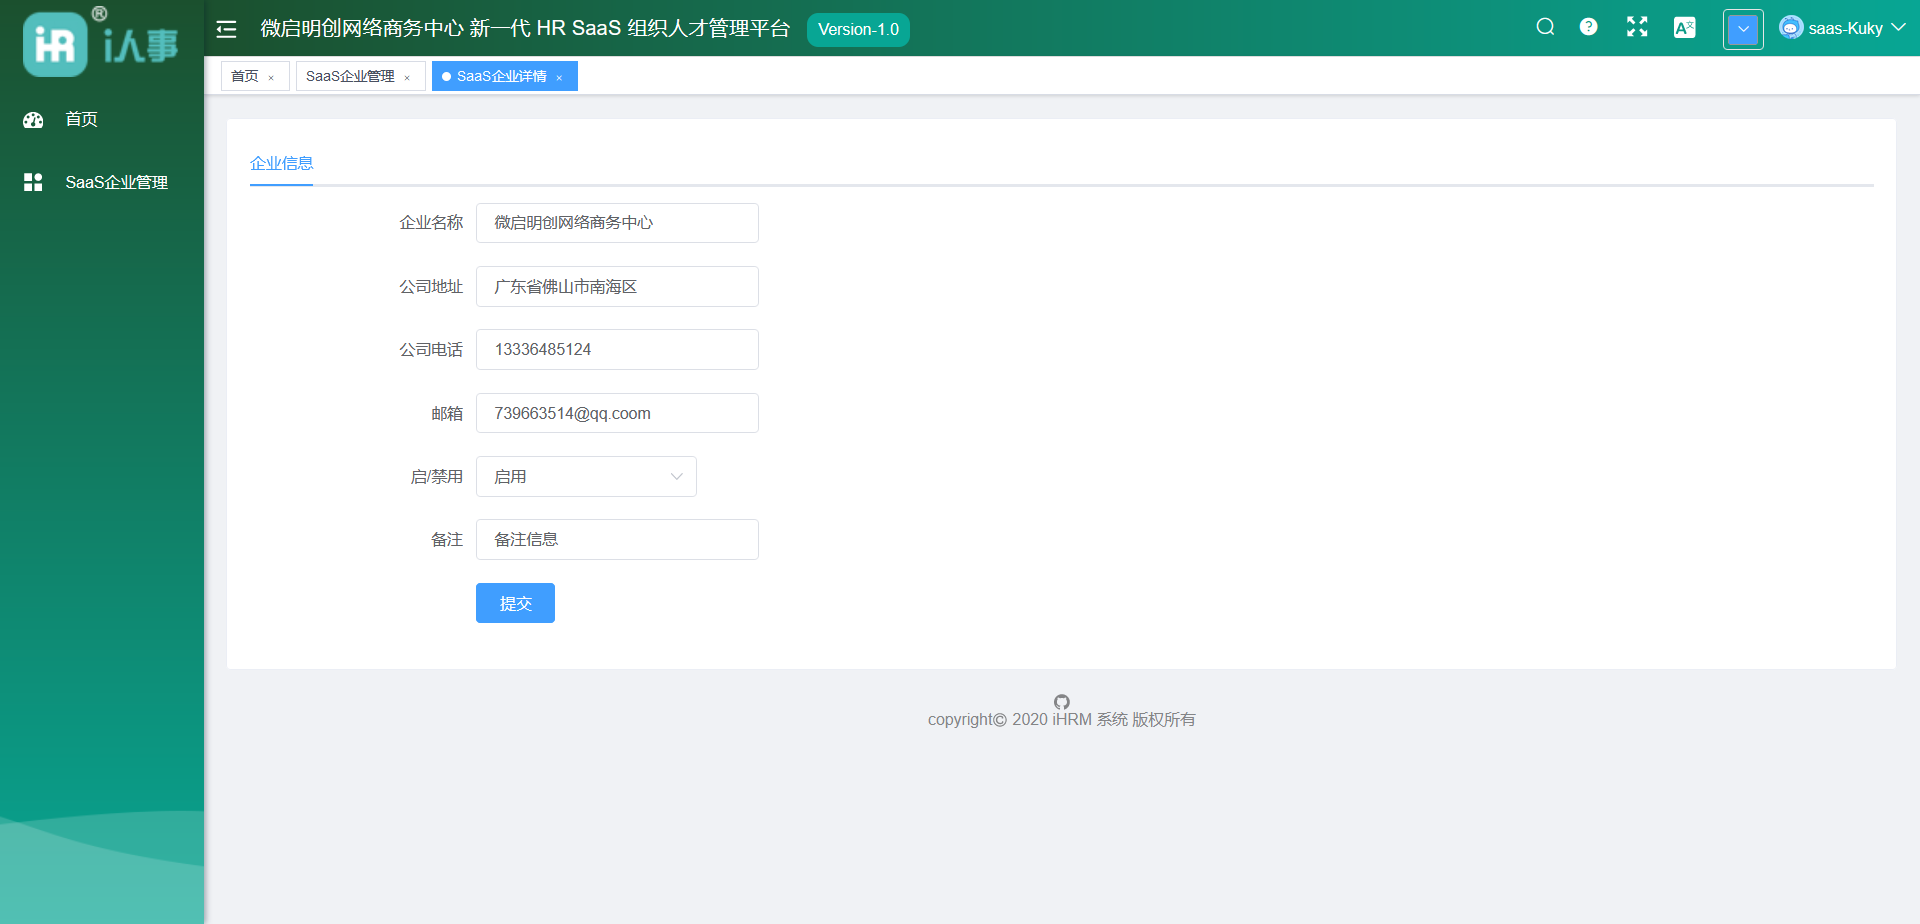 iR ® i人事
微启明创网络商务中心 新一代 HR SaaS 组织人才管理平台 Version-1.0
saas-Kuky
首页 ×
SaaS企业管理 ×
SaaS企业详情 ×
首页
SaaS企业管理
企业信息
企业名称 微启明创网络商务中心
公司地址 广东省佛山市南海区
公司电话 13336485124
邮箱 739663514@qq.coom
启/禁用 启用
备注 备注信息
提交
copyright© 2020 iHRM 系统 版权所有